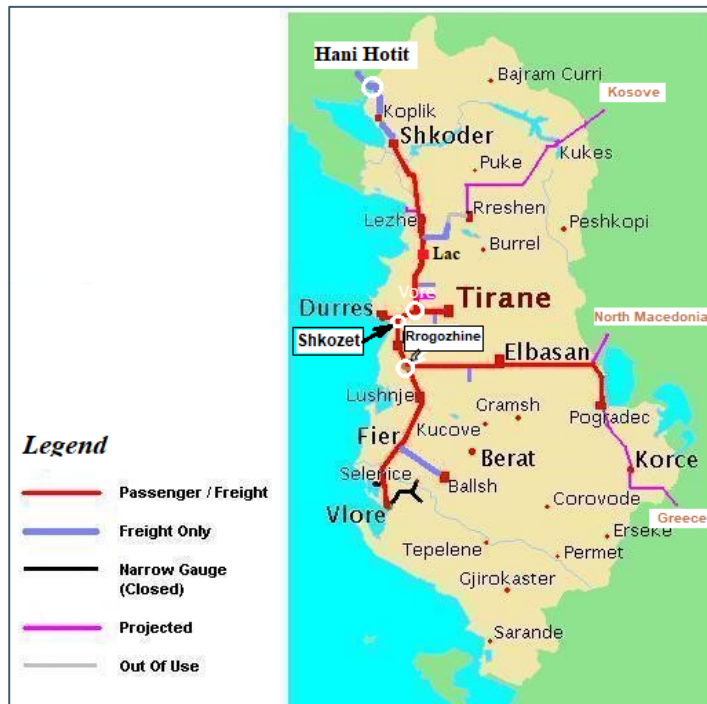 Hani Hotit
Bajram Curri
Kosove
Koplik
Shkoder
Kukes
Puke
Lezhe
Rreshen
Peshkopi
Burrel
Lac
Vore
Durres
Tirane
North Macedonia
Shkozet
Rrogozhine
Elbasan
Lushnje
Gramsh
Pogradec
Kucove
Fier
Legend
Berat
Korce
Selenice
Ballsh
Passenger / Freight
Vlore
Corovode
Greece
Freight Only
Erseke
Tepelene
Permet
Narrow Gauge
(Closed)
Gjirokaster
Projected
Sarande
Out Of Use